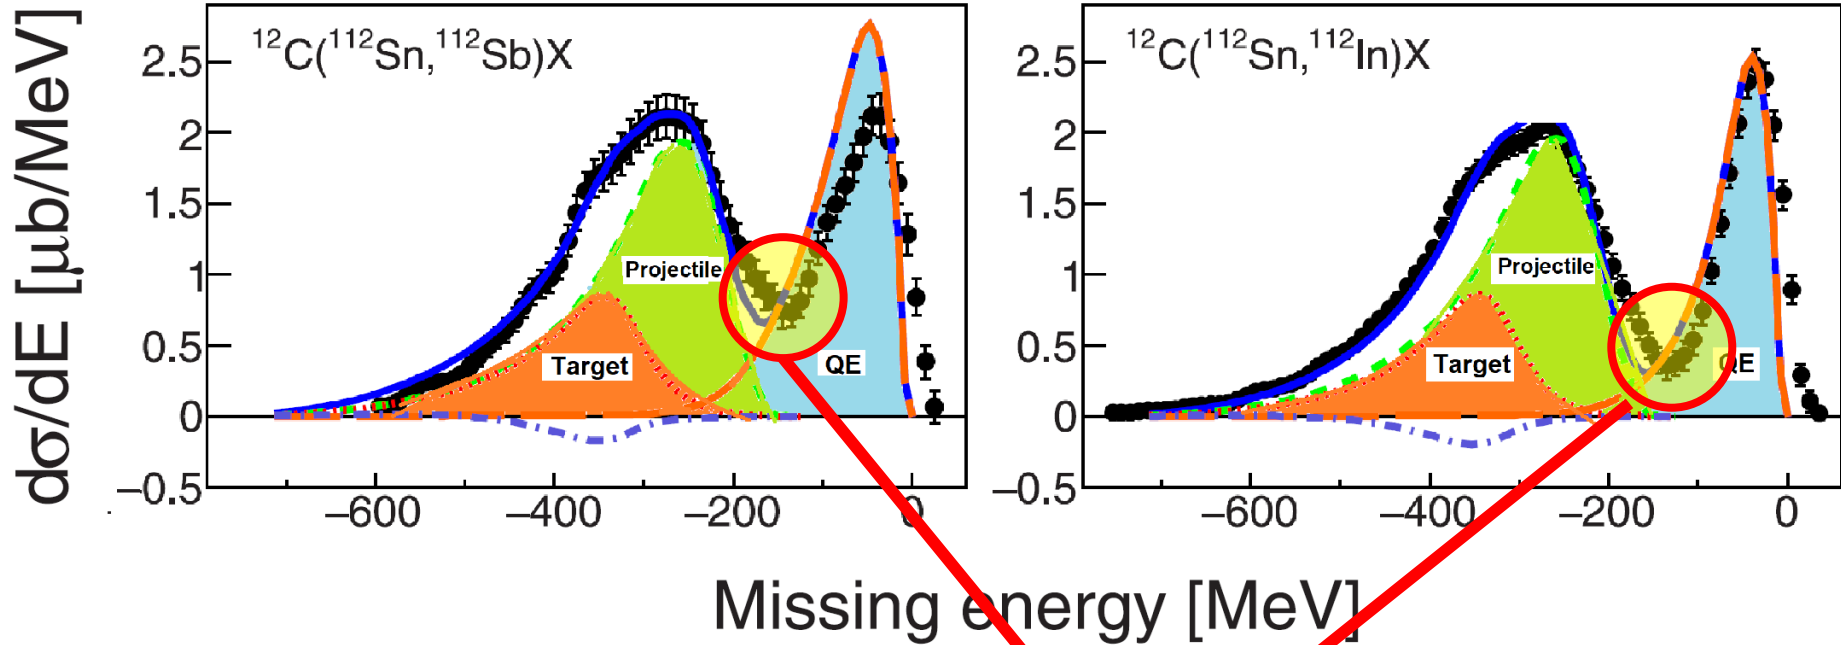 dσ/dE [μb/MeV]
¹²C(¹¹²Sn,¹¹²Sb)X
2.5
2
1.5
1
0.5
0
−0.5
−600 −400 −200 0
Projectile
Target
QE
¹²C(¹¹²Sn,¹¹²In)X
2.5
2
1.5
1
0.5
0
−0.5
−600 −400 −200 0
Projectile
Target
QE
Missing energy [MeV]